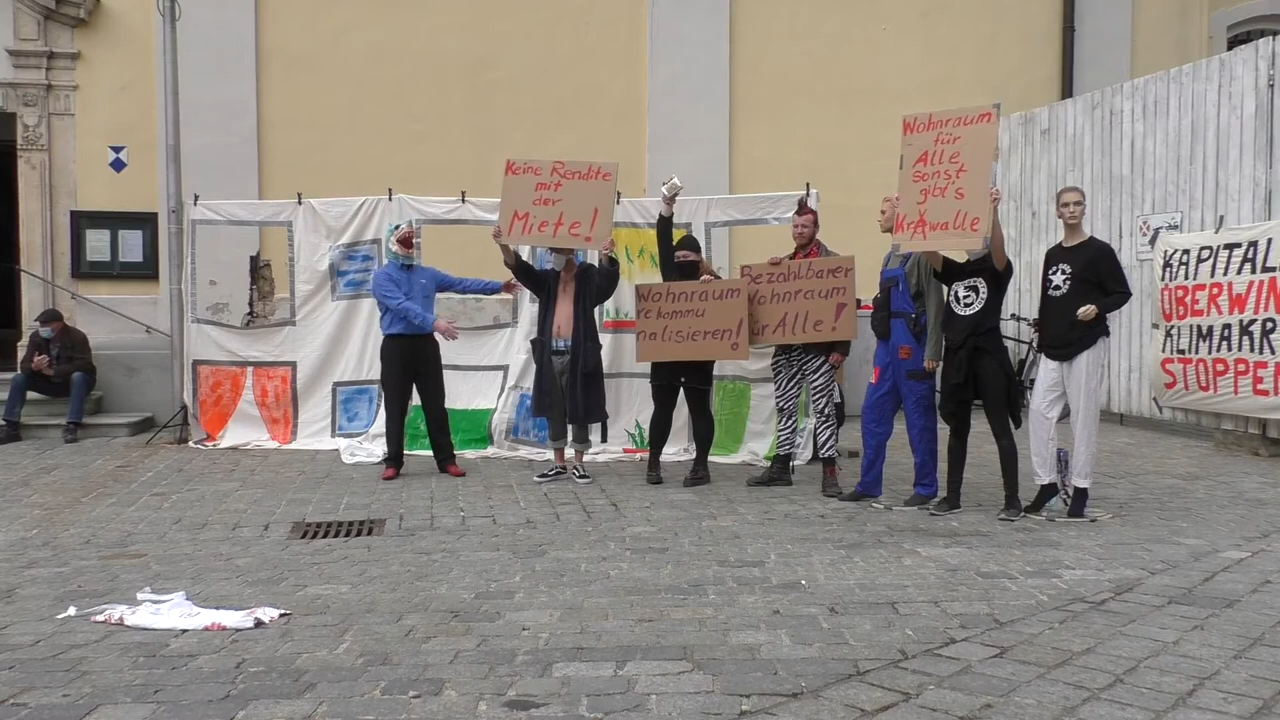 Keine Rendite
mit
der
Miete!
Wohnraum
rekommu
nalisieren!
Bezahlbarer
Wohnraum
für Alle!
Wohnraum
für
Alle
sonst
gibt's
Krawalle
KAPITAL
ÜBERWIN
KLIMAKR
STOPPEN